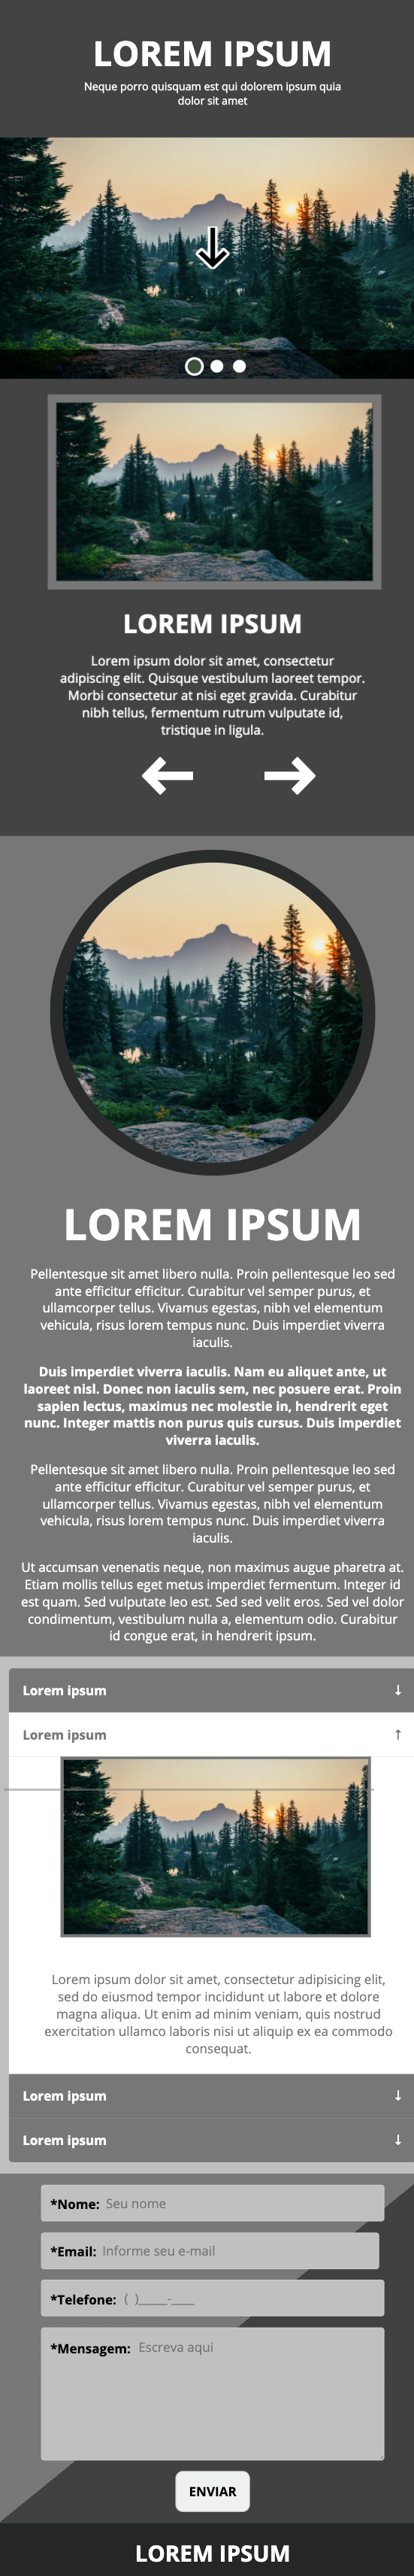 LOREM IPSUM
Neque porro quisquam est qui dolorem ipsum quia
dolor sit amet
LOREM IPSUM
Lorem ipsum dolor sit amet, consectetur
adipiscing elit. Quisque vestibulum laoreet tempor.
Morbi consectetur at nisi eget gravida. Curabitur
nibh tellus, fermentum rutrum vulputate id,
tristique in ligula.
LOREM IPSUM
Pellentesque sit amet libero nulla. Proin pellentesque leo sed
ante efficitur efficitur. Curabitur vel semper purus, et
ullamcorper tellus. Vivamus egestas, nibh vel elementum
vehicula, risus lorem tempus nunc. Duis imperdiet viverra
iaculis.
Duis imperdiet viverra iaculis. Nam eu aliquet ante, ut
laoreet nisl. Donec non iaculis sem, nec posuere erat. Proin
sapien lectus, maximus nec molestie in, hendrerit eget
nunc. Integer mattis non purus quis cursus. Duis imperdiet
viverra iaculis.
Pellentesque sit amet libero nulla. Proin pellentesque leo sed
ante efficitur efficitur. Curabitur vel semper purus, et
ullamcorper tellus. Vivamus egestas, nibh vel elementum
vehicula, risus lorem tempus nunc. Duis imperdiet viverra
iaculis.
Ut accumsan venenatis neque, non maximus augue pharetra at.
Etiam mollis tellus eget metus imperdiet fermentum. Integer id
est quam. Sed vulputate leo est. Sed sed velit eros. Sed vel dolor
condimentum, vestibulum nulla a, elementum odio. Curabitur
id congue erat, in hendrerit ipsum.
Lorem ipsum
Lorem ipsum
Lorem ipsum dolor sit amet, consectetur adipisicing elit,
sed do eiusmod tempor incididunt ut labore et dolore
magna aliqua. Ut enim ad minim veniam, quis nostrud
exercitation ullamco laboris nisi ut aliquip ex ea commodo
consequat.
Lorem ipsum
Lorem ipsum
*Nome: Seu nome
*Email: Informe seu e-mail
*Telefone: ( )_____-____
*Mensagem: Escreva aqui
ENVIAR
LOREM IPSUM